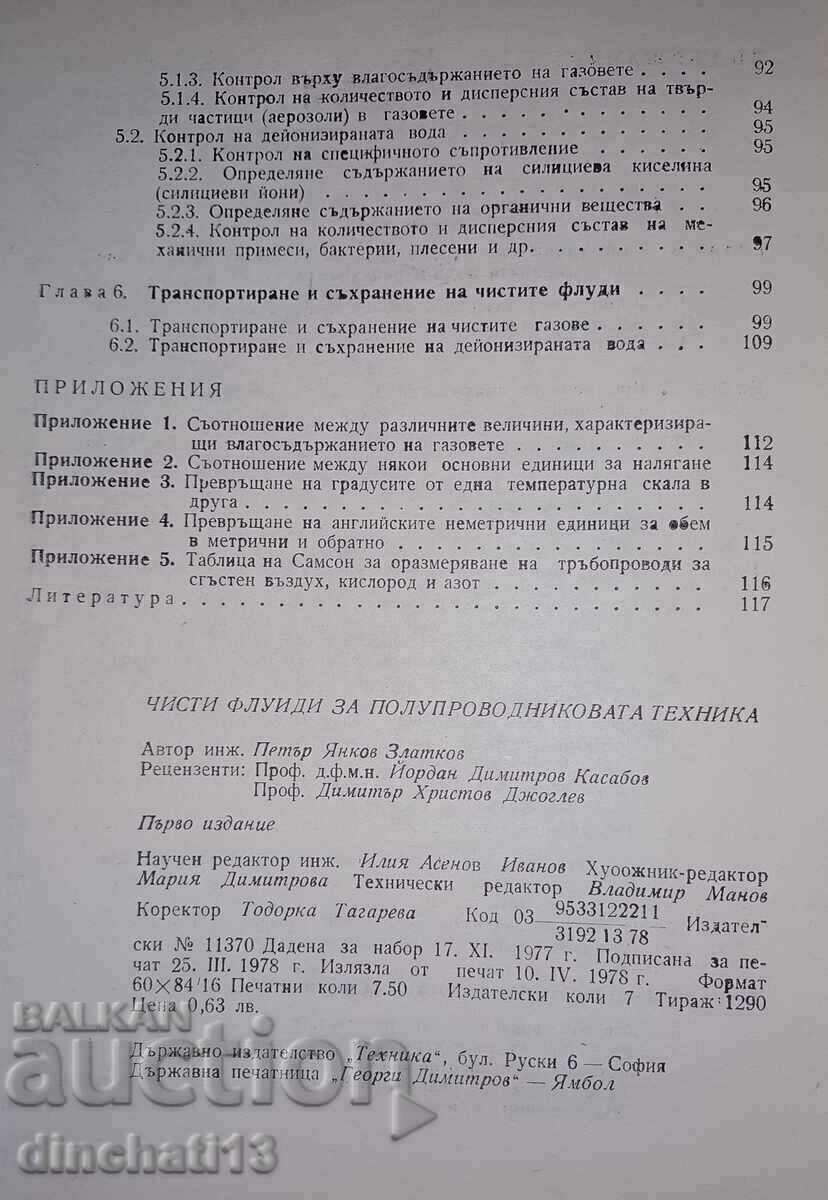 5.1.3. Контрол върху влагосъдържанието на газовете . . . . 92
5.1.4. Контрол на количеството и дисперсния състав на твър-
ди частици (аерозоли) в газовете . . . . . . . . . . . . . 94
5.2. Контрол на дейонизираната вода . . . . . . . . . . . . . 95
5.2.1. Контрол на специфичното съпротивление . . . . . . 95
5.2.2. Определяне съдържанието на силициева киселина
(силициеви йони) . . . . . . . . . . . . . . . . . . . 95
5.2.3. Определяне съдържанието на органични вещества . . 96
5.2.4. Контрол на количеството и дисперсния състав на ме-
ханични примеси, бактерии, плесени и др. . . . . . . . . 97
Глава 6. Транспортиране и съхранение на чистите флуди . . . . 99
6.1. Транспортиране и съхранение на чистите газове . . . . . . 99
6.2. Транспортиране и съхранение на дейонизираната вода . . . 109
ПРИЛОЖЕНИЯ
Приложение 1. Съотношение между различните величини, характеризира-
щи влагосъдържанието на газовете . . . . . . . . . . 112
Приложение 2. Съотношение между някои основни единици за налягане 114
Приложение 3. Превръщане на градусите от една температурна скала в
друга . . . . . . . . . . . . . . . . . . . . . . . . 114
Приложение 4. Превръщане на английските неметрични единици за обем
в метрични и обратно . . . . . . . . . . . . . . . . 115
Приложение 5. Таблица на Самсон за оразмеряване на тръбопроводи за
сгъстен въздух, кислород и азот . . . . . . . . . . . 116
Литература . . . . . . . . . . . . . . . . . . . . . . . . . . . 117
ЧИСТИ ФЛУИДИ ЗА ПОЛУПРОВОДНИКОВАТА ТЕХНИКА
Автор инж. Петър Янков Златков
Рецензенти: Проф. д.ф.м.н. Йордан Димитров Касабов
Проф. Димитър Христов Джоглев
Първо издание
Научен редактор инж. Илия Асенов Иванов Хуоожник-редактор
Мария Димитрова Технически редактор Владимир Манов
Коректор Тодорка Тагарева Код 03 9533122211 Издател-
3192 13 78
ски № 11370 Дадена за набор 17. XI. 1977 г. Подписана за пе-
чат 25. III. 1978 г. Излязла от печат 10. IV. 1978 г. Формат
60×84/16 Печатни коли 7.50 Издателски коли 7 Тираж: 1290
Цена 0,63 лв.
Държавно издателство „Техника“, бул. Руски 6 — София
Държавна печатница „Георги Димитров“ — Ямбол
BALKAN
auction
dinchati13